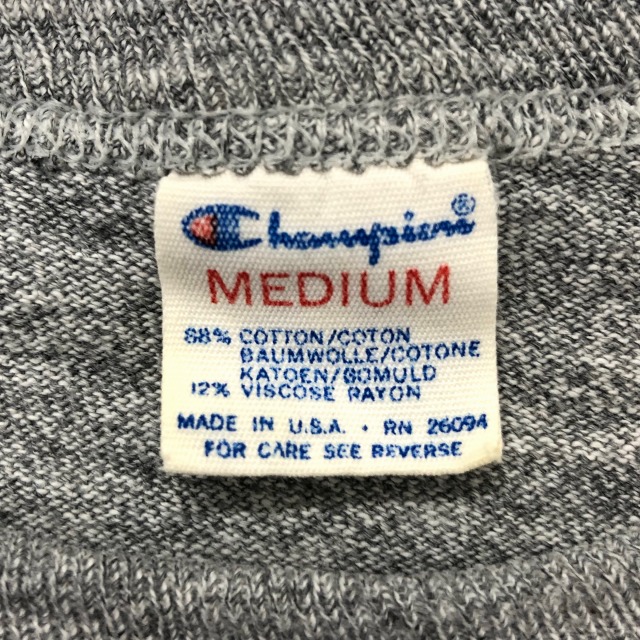 Champion®
MEDIUM
88% COTTON/COTON
BAUMWOLLE/COTONE
KATOEN/BOMULD
12% VISCOSE RAYON
MADE IN U.S.A. · RN 26094
FOR CARE SEE REVERSE